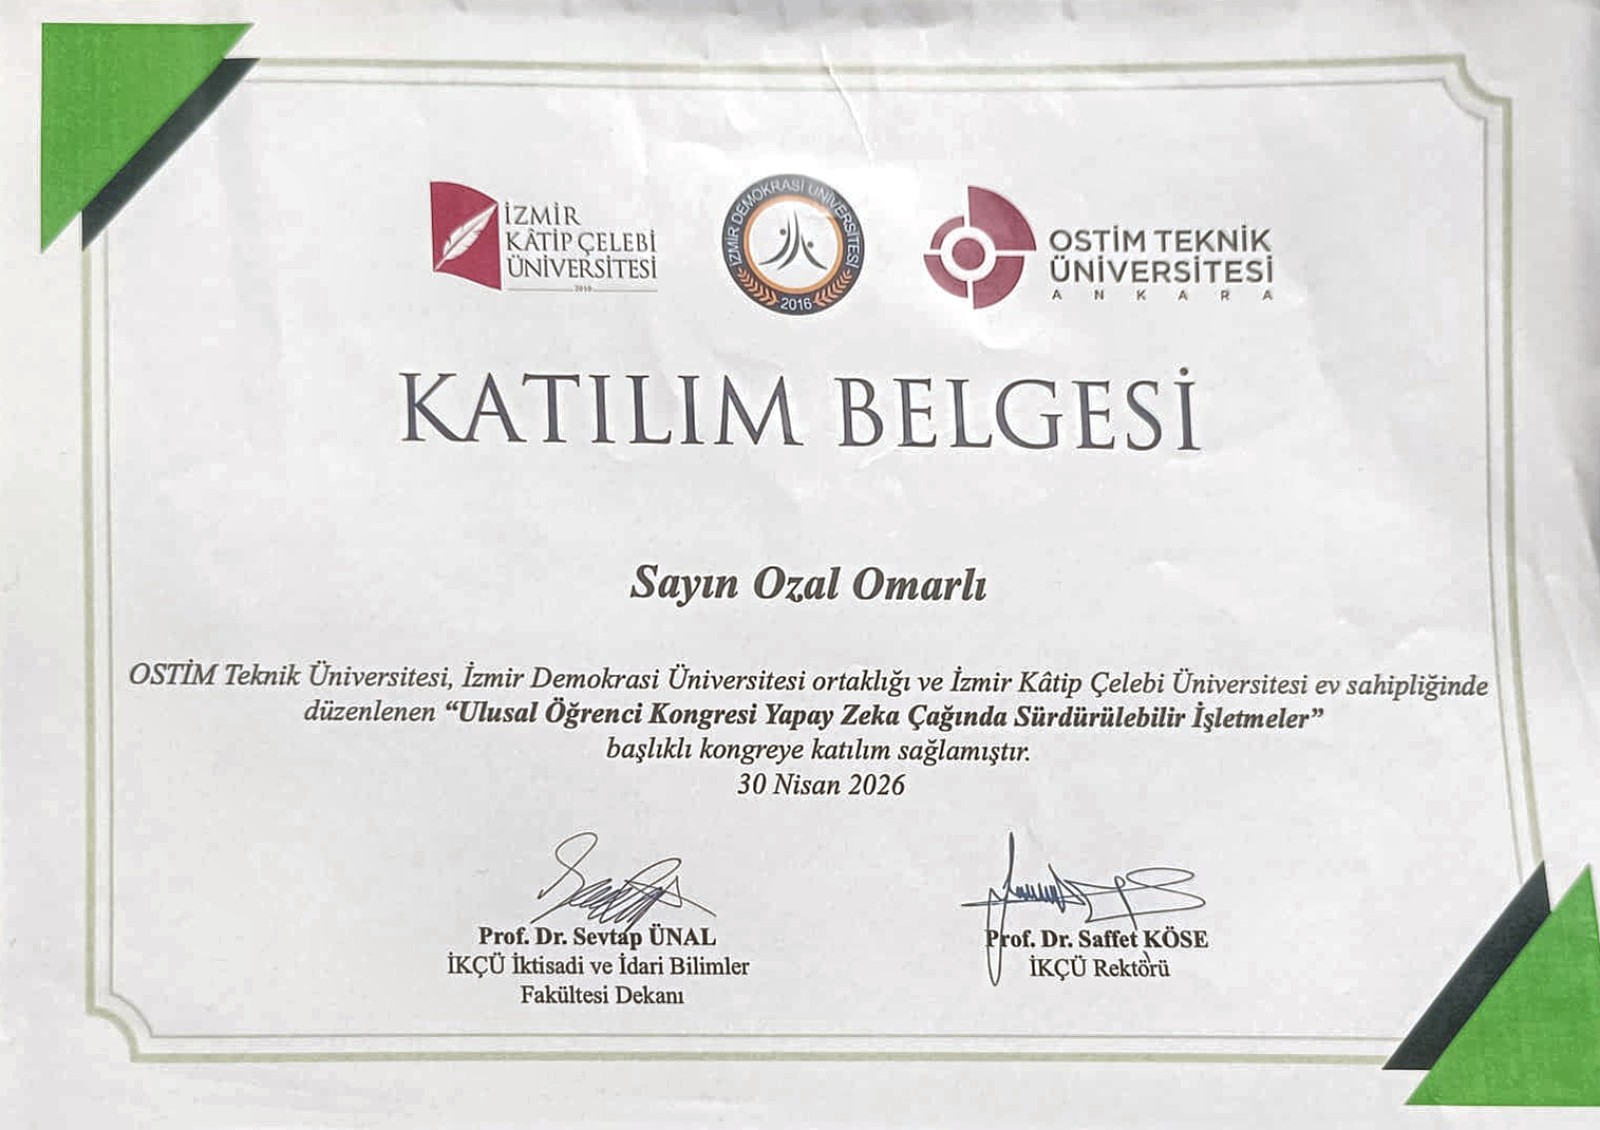 İZMİR
KÂTİP ÇELEBİ
ÜNİVERSİTESİ
2010
İZMİR DEMOKRASİ ÜNİVERSİTESİ
2016
OSTİM TEKNİK
ÜNİVERSİTESİ
ANKARA
KATILIM BELGESİ
Sayın Ozal Omarlı
OSTİM Teknik Üniversitesi, İzmir Demokrasi Üniversitesi ortaklığı ve İzmir Kâtip Çelebi Üniversitesi ev sahipliğinde
düzenlenen “Ulusal Öğrenci Kongresi Yapay Zeka Çağında Sürdürülebilir İşletmeler”
başlıklı kongreye katılım sağlamıştır.
30 Nisan 2026
Prof. Dr. Sevtap ÜNAL
İKÇÜ İktisadi ve İdari Bilimler
Fakültesi Dekanı
Prof. Dr. Saffet KÖSE
İKÇÜ Rektörü